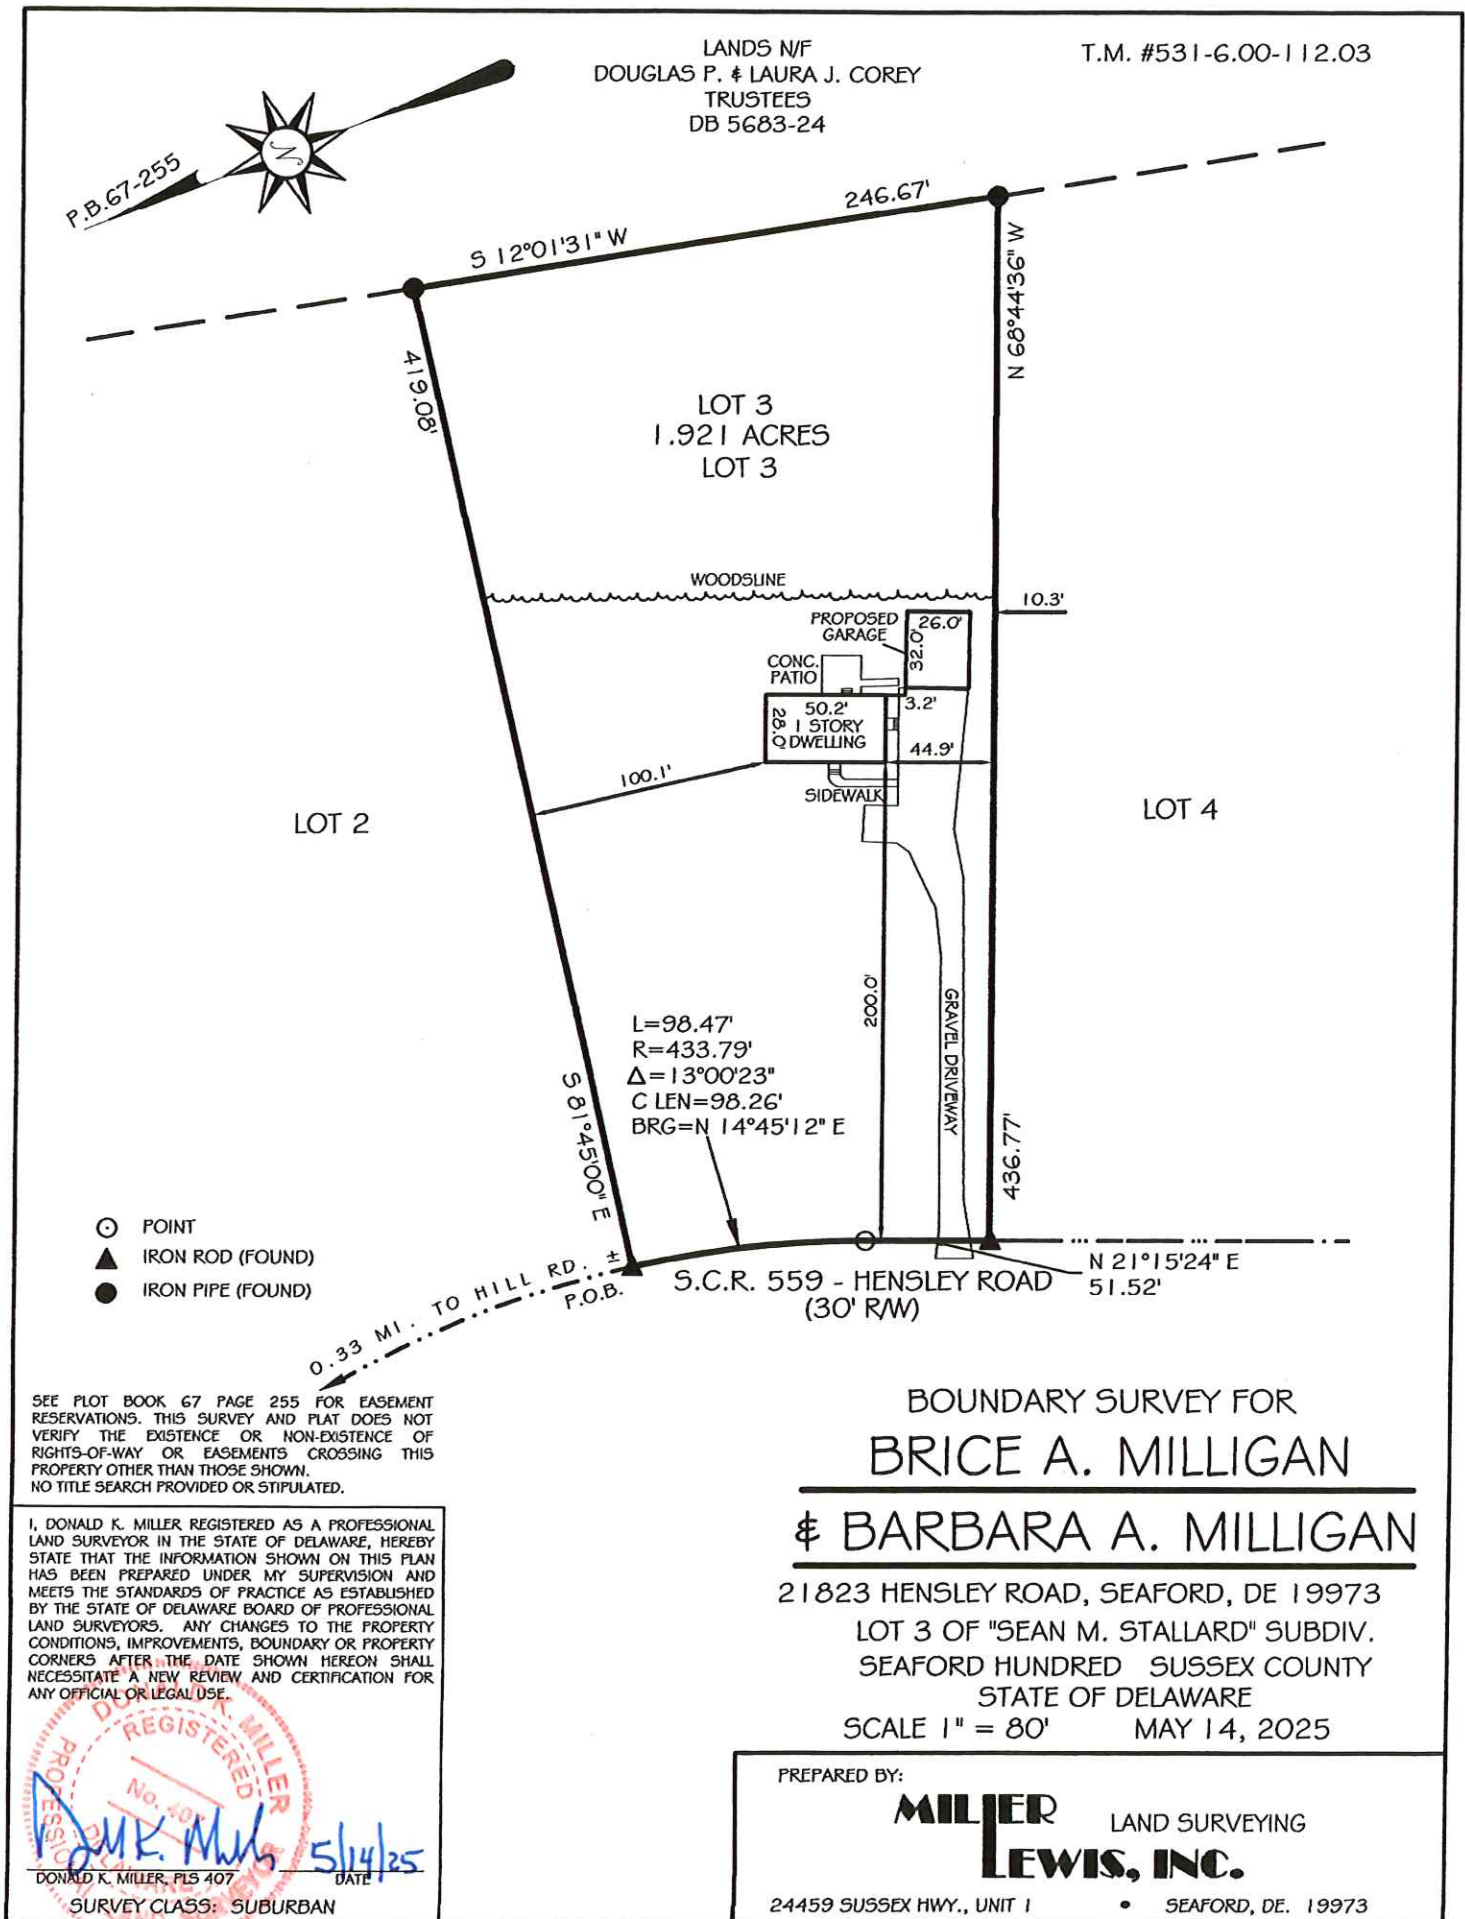 LANDS N/F
DOUGLAS P. & LAURA J. COREY
TRUSTEES
DB 5683-24
T.M. #531-6.00-112.03
P.B.67-255
N
S 12°01'31" W
246.67'
N 68°44'36" W
419.08'
LOT 3
1.921 ACRES
LOT 3
WOODSLINE
10.3'
PROPOSED
GARAGE
26.0'
32.0'
CONC.
PATIO
3.2'
50.2'
28.0'
1 STORY
DWELLING
44.9'
100.1'
SIDEWALK
LOT 2
LOT 4
200.0'
GRAVEL DRIVEWAY
L=98.47'
R=433.79'
Δ=13°00'23"
C LEN=98.26'
BRG=N 14°45'12" E
S 81°45'00" E
436.77'
POINT
IRON ROD (FOUND)
IRON PIPE (FOUND)
0.33 MI. TO HILL RD. ±
P.O.B.
S.C.R. 559 - HENSLEY ROAD
(30' R/W)
N 21°15'24" E
51.52'
SEE PLOT BOOK 67 PAGE 255 FOR EASEMENT
RESERVATIONS. THIS SURVEY AND PLAT DOES NOT
VERIFY THE EXISTENCE OR NON-EXISTENCE OF
RIGHTS-OF-WAY OR EASEMENTS CROSSING THIS
PROPERTY OTHER THAN THOSE SHOWN.
NO TITLE SEARCH PROVIDED OR STIPULATED.
I, DONALD K. MILLER REGISTERED AS A PROFESSIONAL
LAND SURVEYOR IN THE STATE OF DELAWARE, HEREBY
STATE THAT THE INFORMATION SHOWN ON THIS PLAN
HAS BEEN PREPARED UNDER MY SUPERVISION AND
MEETS THE STANDARDS OF PRACTICE AS ESTABLISHED
BY THE STATE OF DELAWARE BOARD OF PROFESSIONAL
LAND SURVEYORS. ANY CHANGES TO THE PROPERTY
CONDITIONS, IMPROVEMENTS, BOUNDARY OR PROPERTY
CORNERS AFTER THE DATE SHOWN HEREON SHALL
NECESSITATE A NEW REVIEW AND CERTIFICATION FOR
ANY OFFICIAL OR LEGAL USE.
DONALD K. MILLER
REGISTERED
No. 407
DELAWARE
PROFESSIONAL LAND SURVEYOR
5/14/25
DONALD K. MILLER, PLS 407
DATE
SURVEY CLASS: SUBURBAN
BOUNDARY SURVEY FOR
BRICE A. MILLIGAN
& BARBARA A. MILLIGAN
21823 HENSLEY ROAD, SEAFORD, DE 19973
LOT 3 OF "SEAN M. STALLARD" SUBDIV.
SEAFORD HUNDRED SUSSEX COUNTY
STATE OF DELAWARE
SCALE 1" = 80' MAY 14, 2025
PREPARED BY:
MILLER
LEWIS, INC.
LAND SURVEYING
24459 SUSSEX HWY., UNIT 1 • SEAFORD, DE. 19973